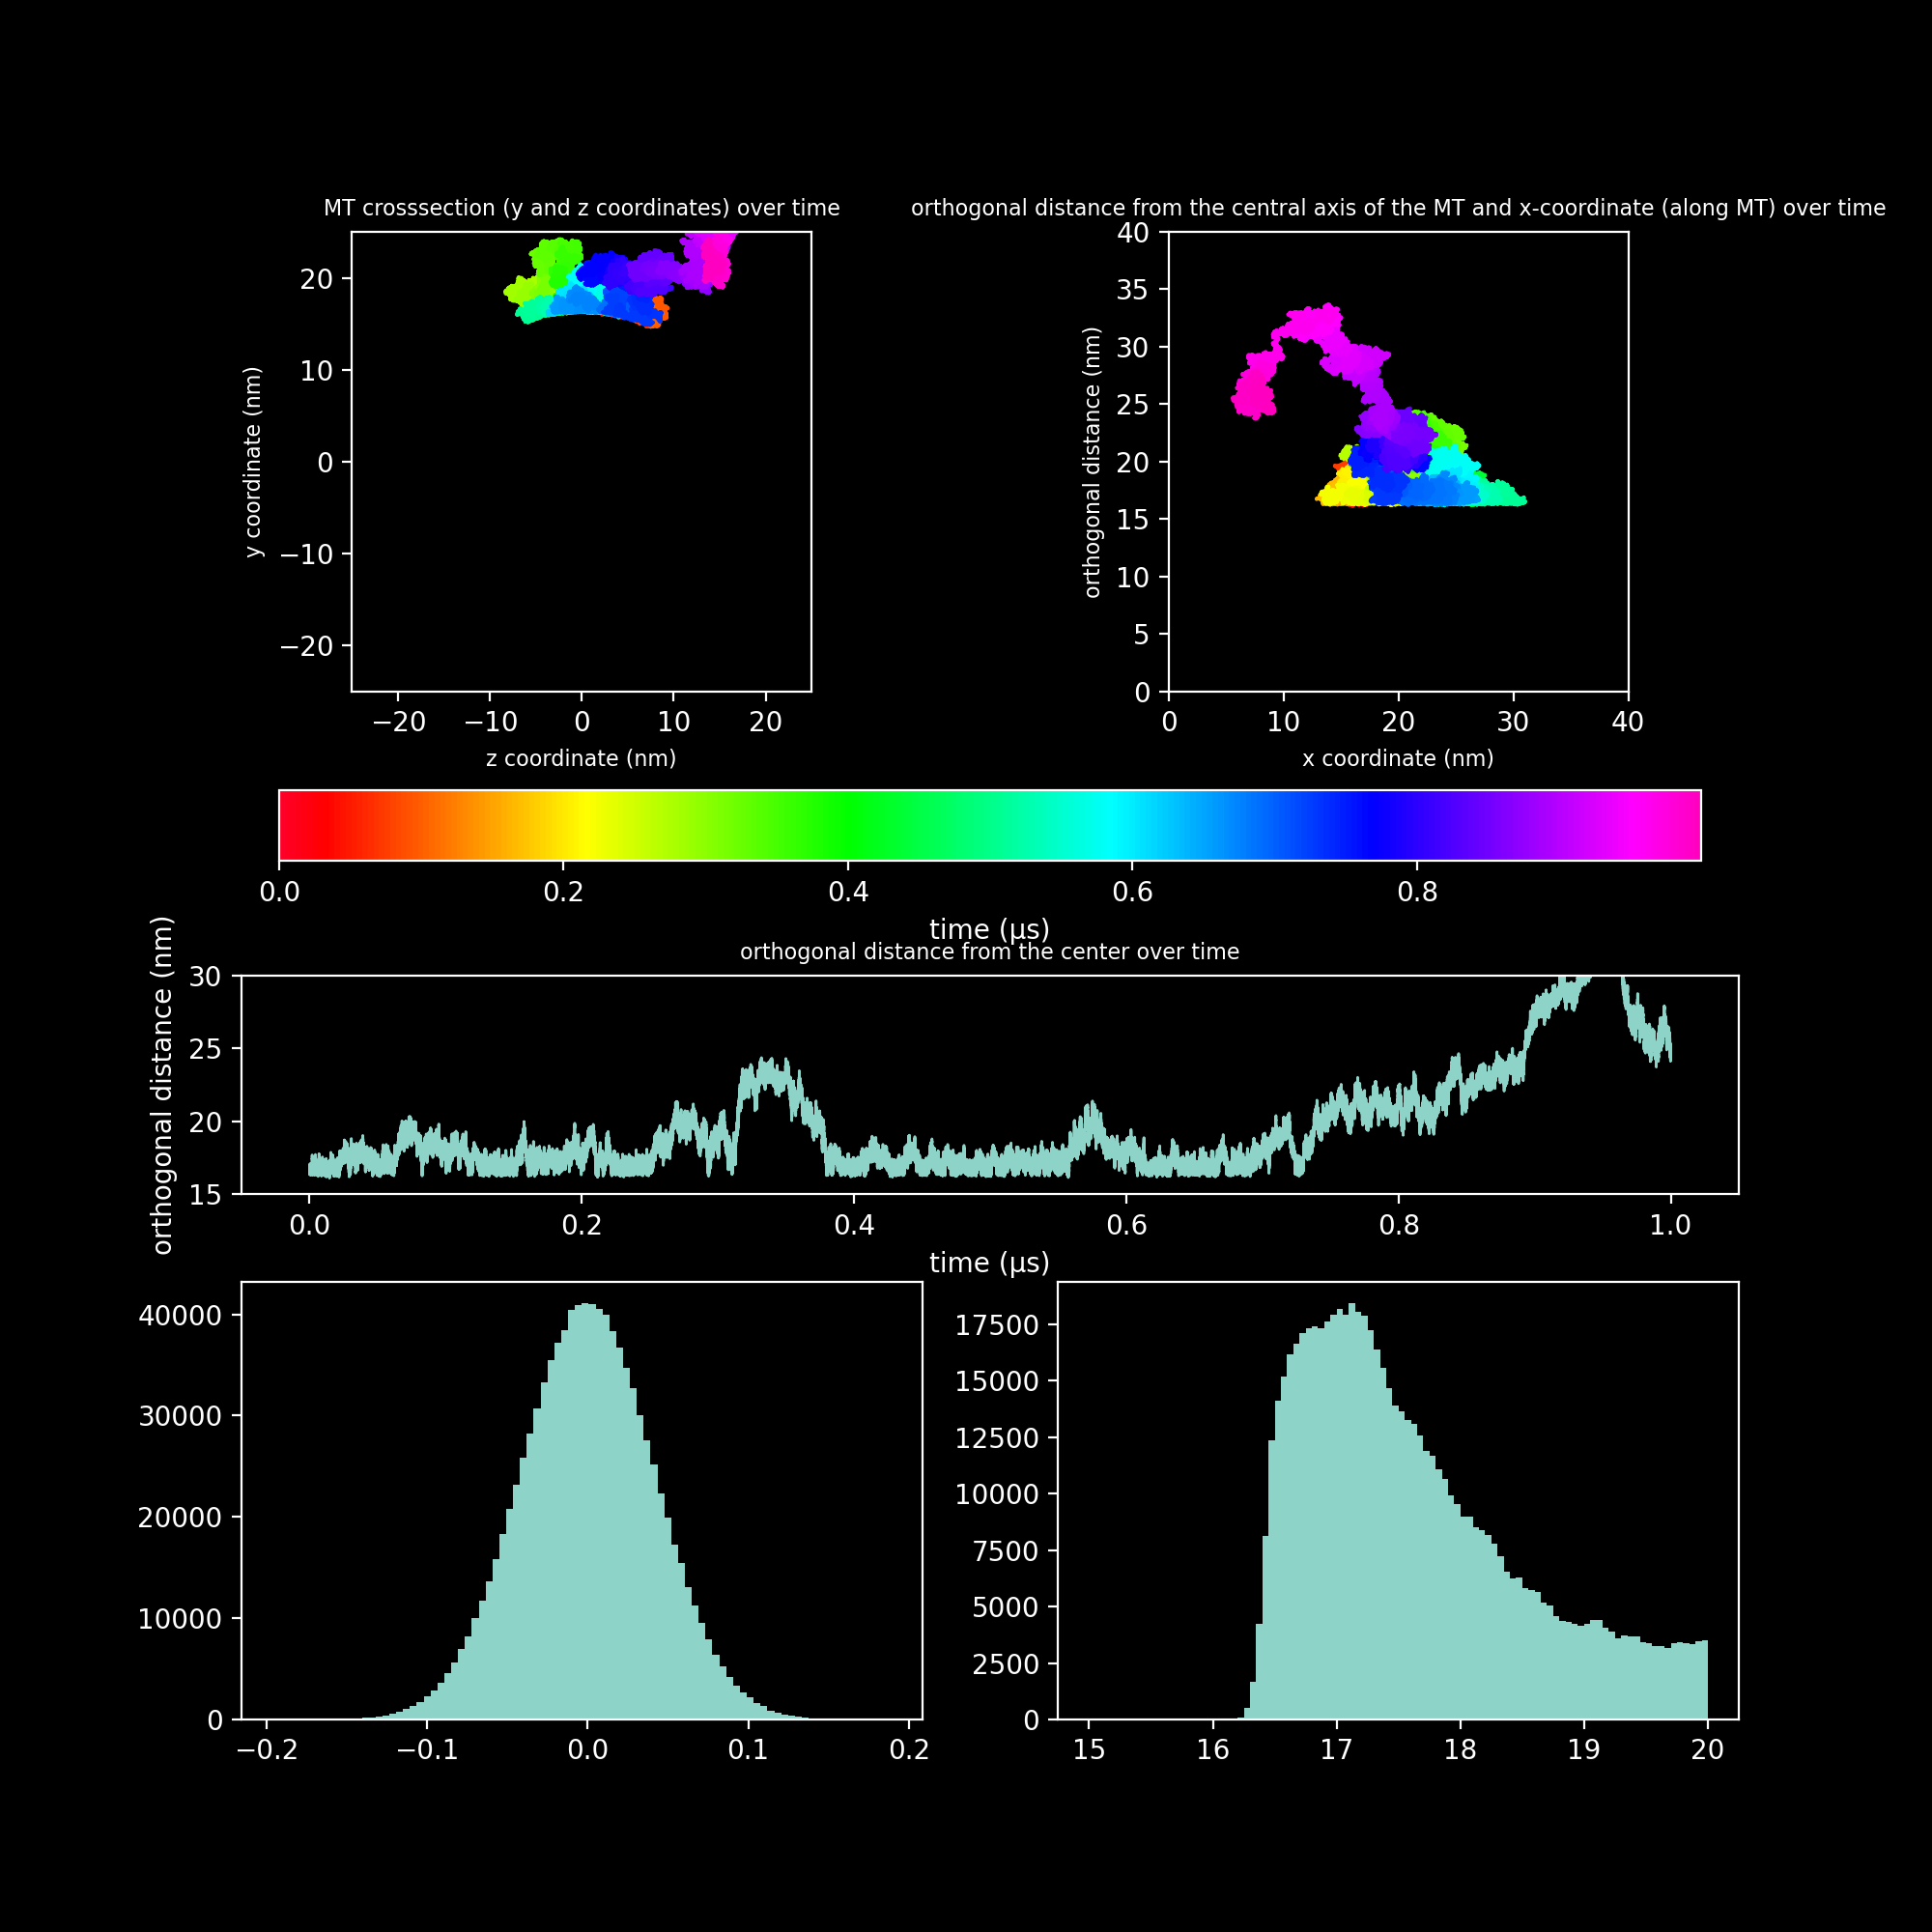 MT crosssection (y and z coordinates) over time
orthogonal distance from the central axis of the MT and x-coordinate (along MT) over time
y coordinate (nm)
20
10
0
−10
−20
−20 −10 0 10 20
z coordinate (nm)
orthogonal distance (nm)
40
35
30
25
20
15
10
5
0
0 10 20 30 40
x coordinate (nm)
0.0 0.2 0.4 0.6 0.8
time (µs)
orthogonal distance from the center over time
orthogonal distance (nm)
30
25
20
15
0.0 0.2 0.4 0.6 0.8 1.0
time (µs)
40000
30000
20000
10000
0
−0.2 −0.1 0.0 0.1 0.2
17500
15000
12500
10000
7500
5000
2500
0
15 16 17 18 19 20